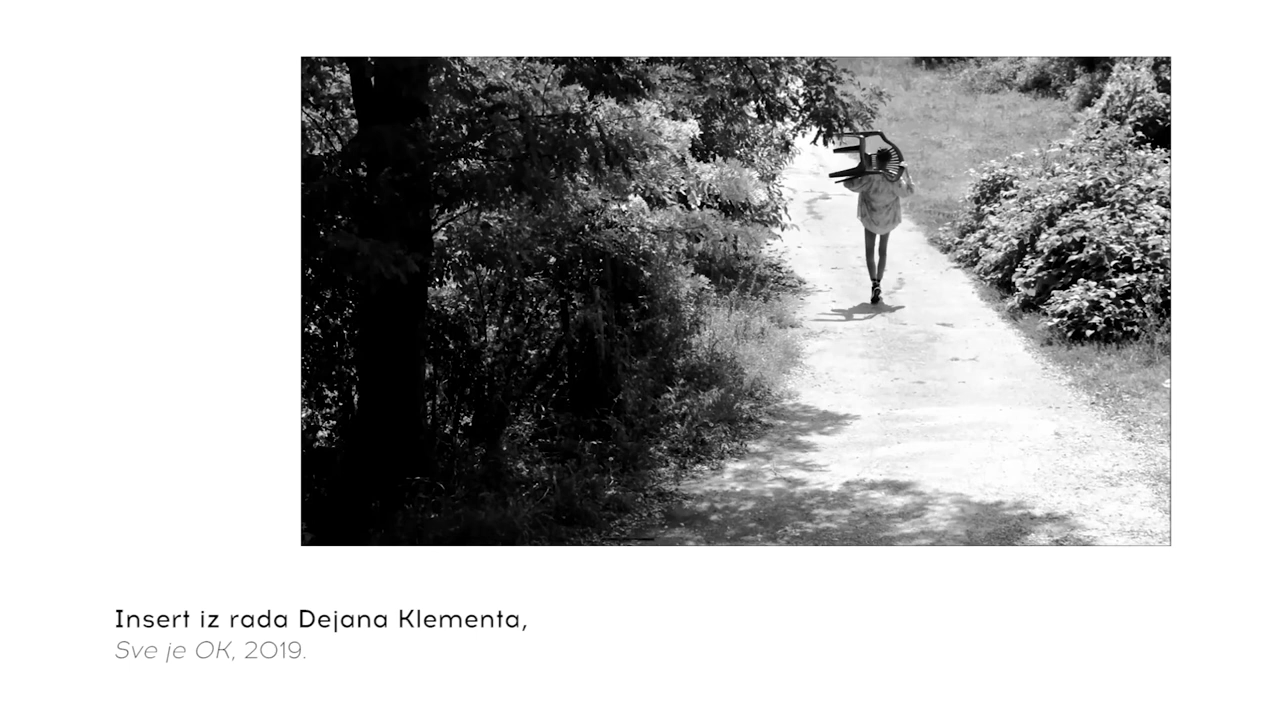 Insert iz rada Dejana Klementa,
Sve je OK, 2019.